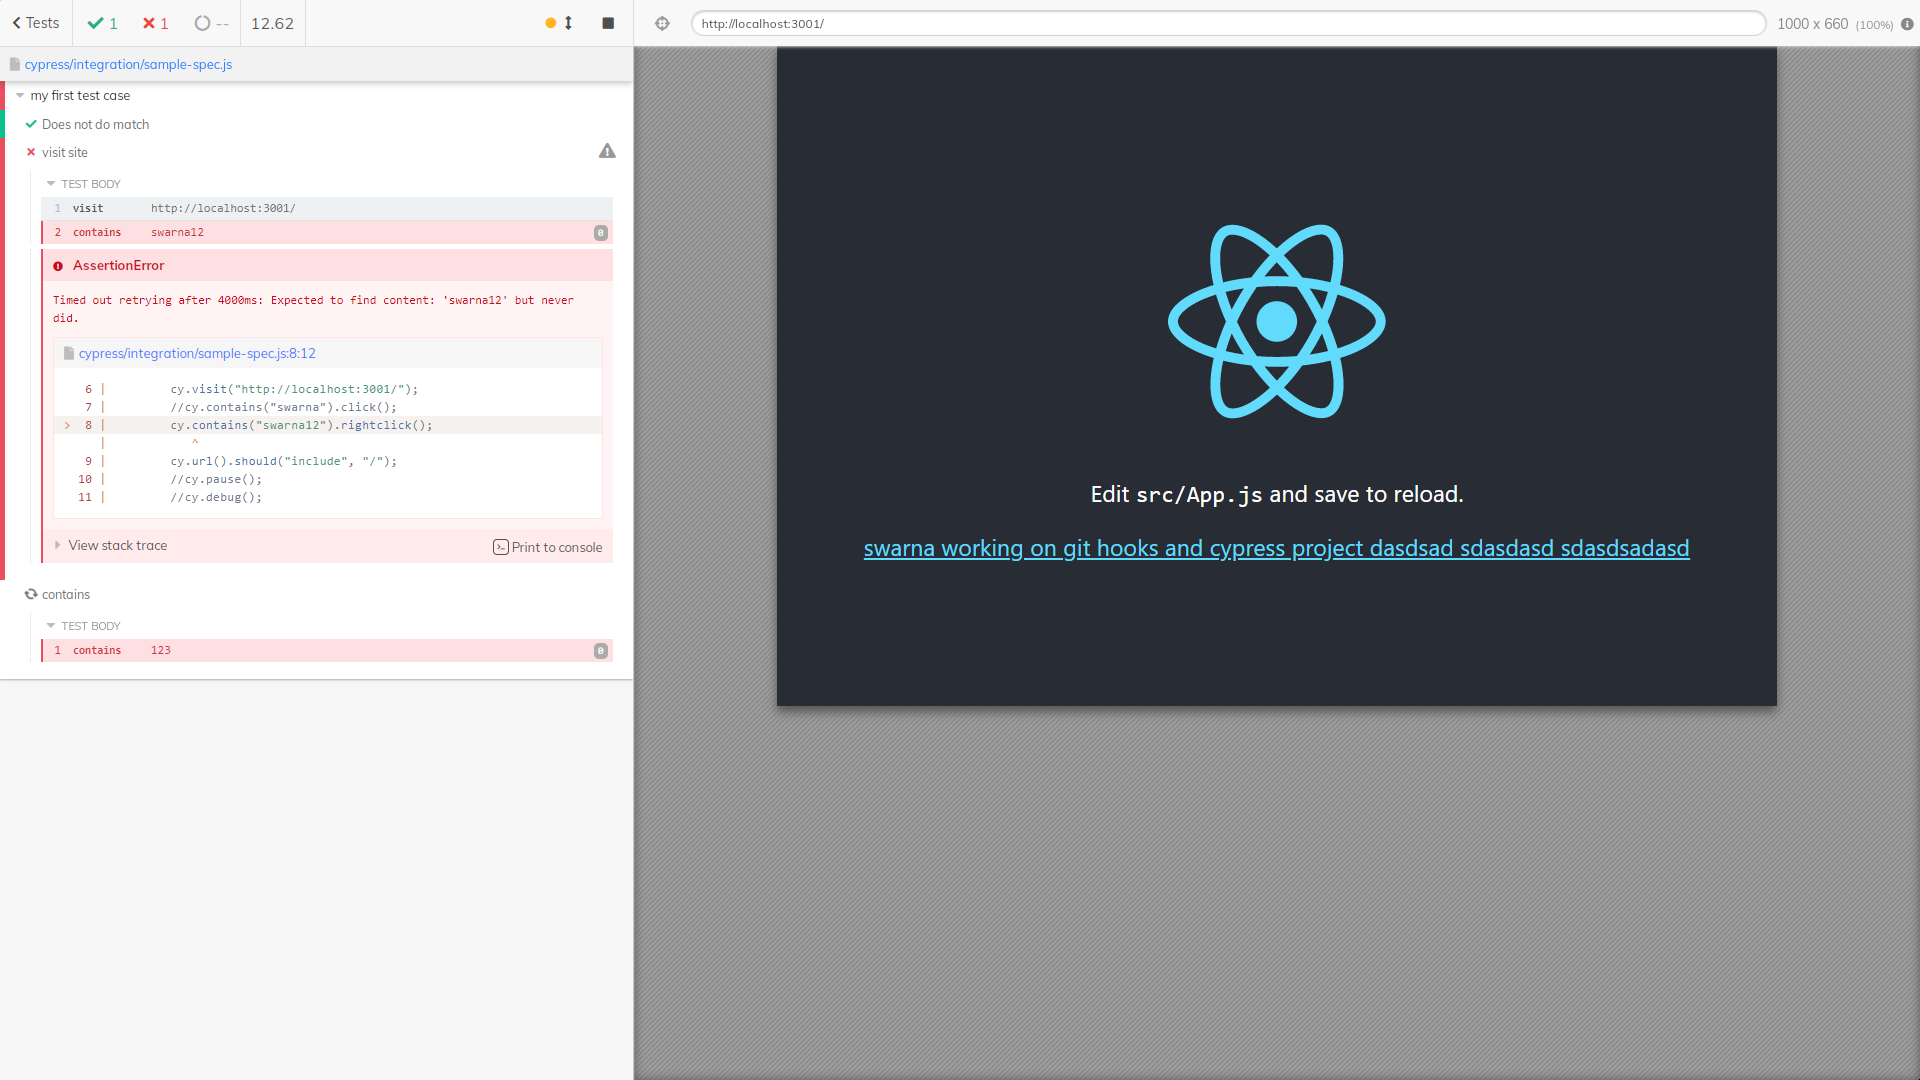 Tests 1 1 -- 12.62
http://localhost:3001/ 1000 x 660 (100%)
cypress/integration/sample-spec.js
my first test case
Does not do match
visit site
TEST BODY
1 visit http://localhost:3001/
2 contains swarna12 0
AssertionError
Timed out retrying after 4000ms: Expected to find content: 'swarna12' but never
did.
cypress/integration/sample-spec.js:8:12
6 | cy.visit("http://localhost:3001/");
7 | //cy.contains("swarna").click();
> 8 | cy.contains("swarna12").rightclick();
| ^
9 | cy.url().should("include", "/");
10 | //cy.pause();
11 | //cy.debug();
View stack trace Print to console
contains
TEST BODY
1 contains 123 0
Edit src/App.js and save to reload.
swarna working on git hooks and cypress project dasdsad sdasdasd sdasdsadasd